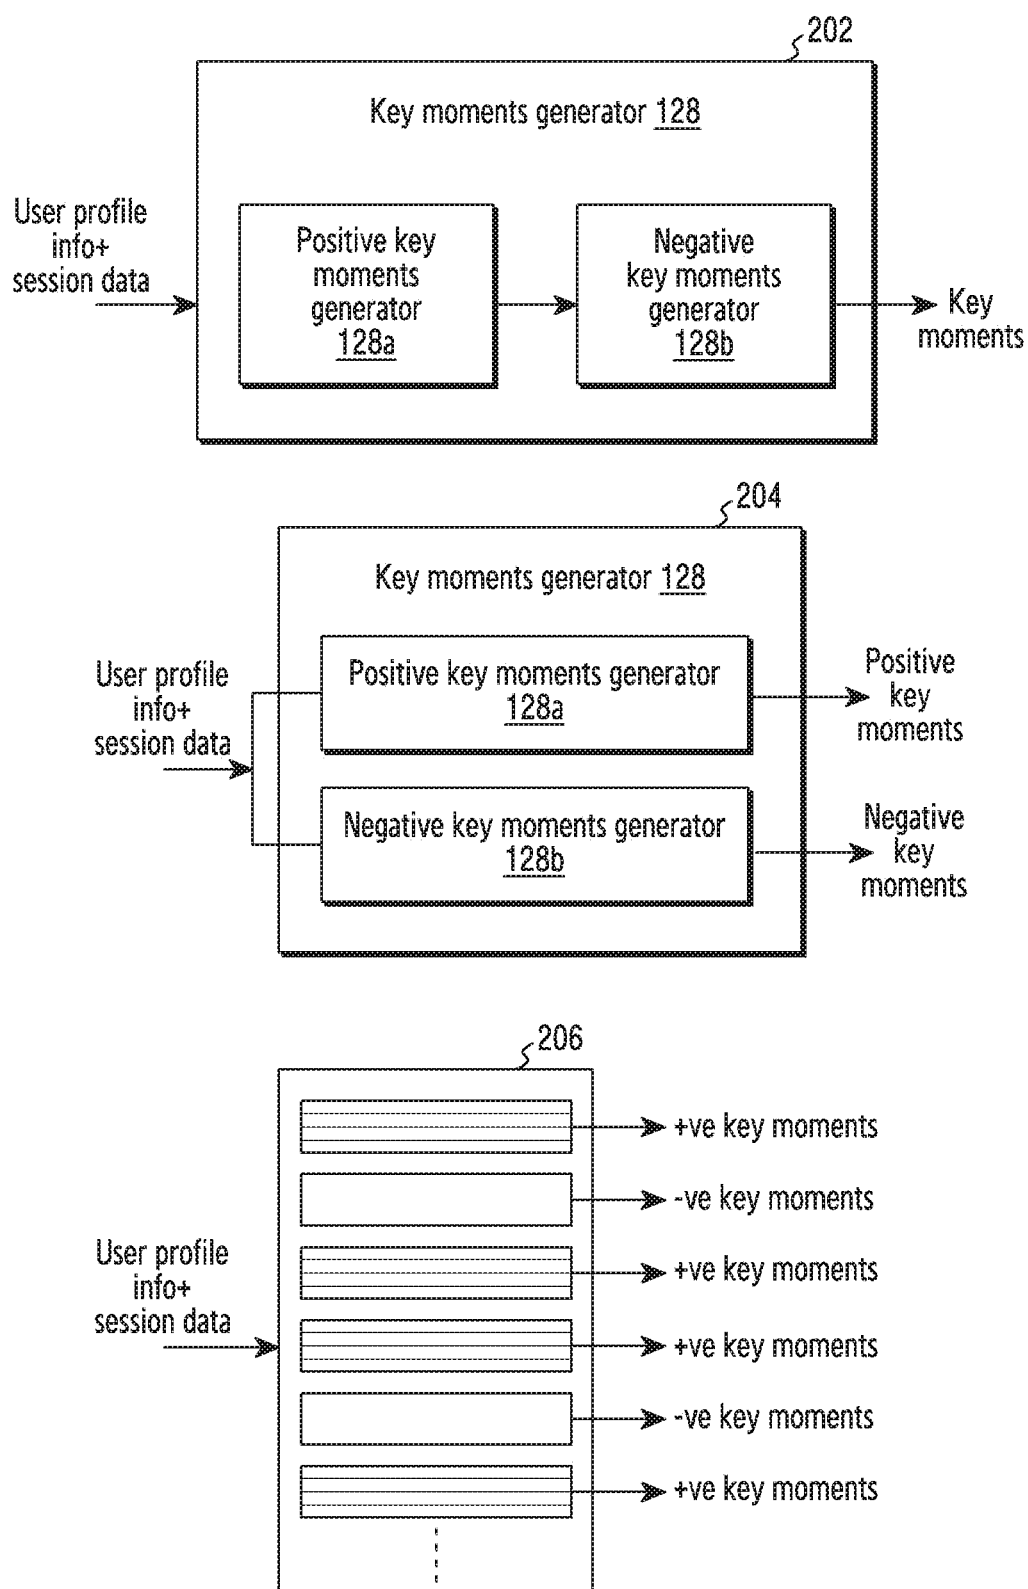 202
Key moments generator 128
User profile
info+
session data
Positive key
moments
generator
128a
Negative
key moments
generator
128b
Key
moments
204
Key moments generator 128
User profile
info+
session data
Positive key moments generator
128a
Negative key moments generator
128b
Positive
key
moments
Negative
key
moments
206
User profile
info+
session data
+ve key moments
-ve key moments
+ve key moments
+ve key moments
-ve key moments
+ve key moments